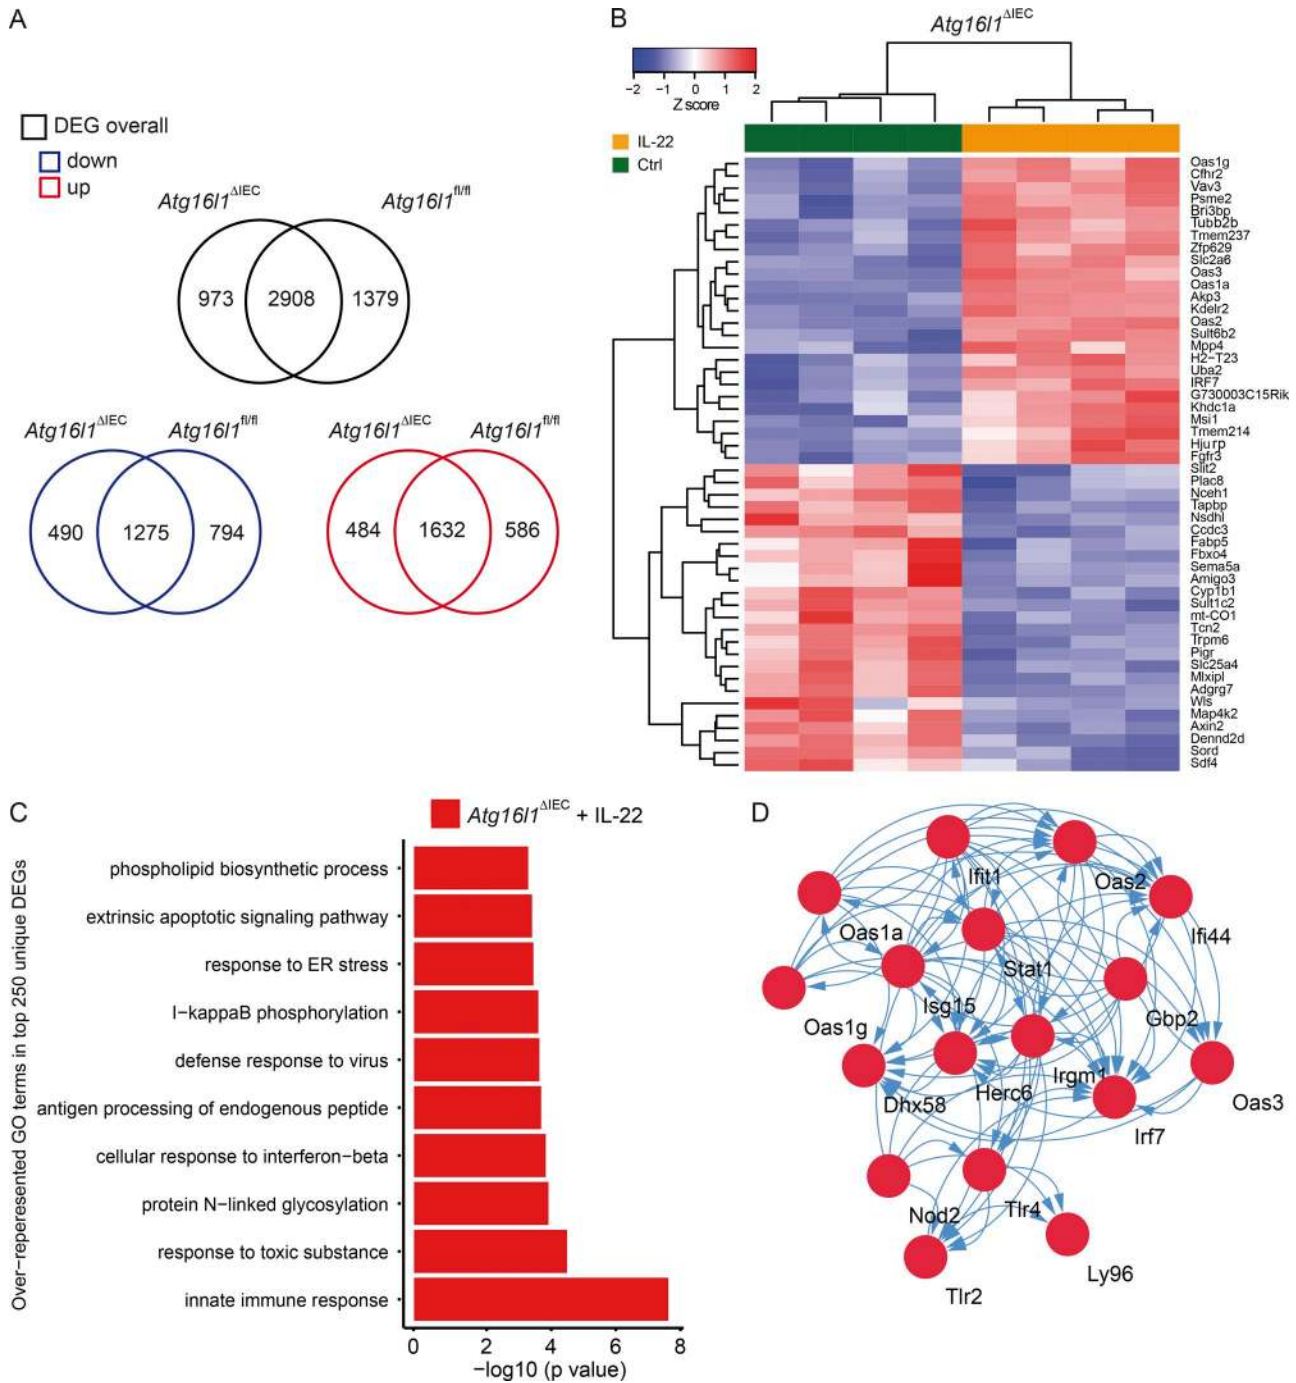 A
DEG overall
down
up
Atg16l1ΔIEC Atg16l1fl/fl
973 2908 1379
Atg16l1ΔIEC Atg16l1fl/fl
490 1275 794
Atg16l1ΔIEC Atg16l1fl/fl
484 1632 586
B
Atg16l1ΔIEC
−2 −1 0 1 2
Z score
IL-22
Ctrl
Oas1g
Cfhr2
Vav3
Psme2
Bri3bp
Tubb2b
Tmem237
Zfp629
Slc2a6
Oas3
Oas1a
Akp3
Kdelr2
Oas2
Sult6b2
Mpp4
H2−T23
Uba2
IRF7
G730003C15Rik
Khdc1a
Msi1
Tmem214
Hjurp
Fgfr3
Slit2
Plac8
Nceh1
Tapbp
Nsdhl
Ccdc3
Fabp5
Fbxo4
Sema5a
Amigo3
Cyp1b1
Sult1c2
mt-CO1
Tcn2
Trpm6
Pigr
Slc25a4
Mlxipl
Adgrg7
Wls
Map4k2
Axin2
Dennd2d
Sord
Sdf4
C
Atg16l1ΔIEC + IL-22
Over−reperesented GO terms in top 250 unique DEGs
phospholipid biosynthetic process
extrinsic apoptotic signaling pathway
response to ER stress
I−kappaB phosphorylation
defense response to virus
antigen processing of endogenous peptide
cellular response to interferon−beta
protein N−linked glycosylation
response to toxic substance
innate immune response
0 2 4 6 8
−log10 (p value)
D
Ifit1
Oas2
Ifi44
Oas1a
Stat1
Isg15
Gbp2
Oas1g
Irgm1
Herc6
Dhx58
Oas3
Irf7
Tlr4
Nod2
Ly96
Tlr2